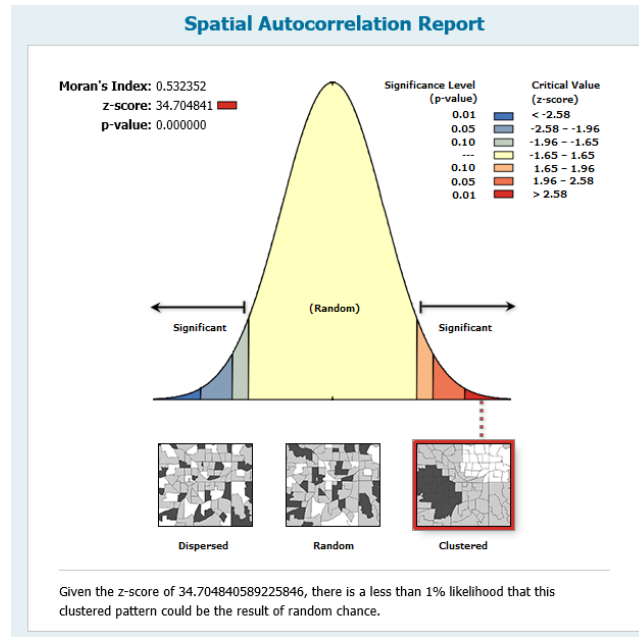 Spatial Autocorrelation Report
Moran's Index: 0.532352
z-score: 34.704841
p-value: 0.000000
Significance Level Critical Value
(p-value) (z-score)
0.01 < -2.58
0.05 -2.58 – -1.96
0.10 -1.96 – -1.65
--- -1.65 – 1.65
0.10 1.65 – 1.96
0.05 1.96 – 2.58
0.01 > 2.58
(Random)
Significant Significant
Dispersed Random Clustered
Given the z-score of 34.704840589225846, there is a less than 1% likelihood that this
clustered pattern could be the result of random chance.